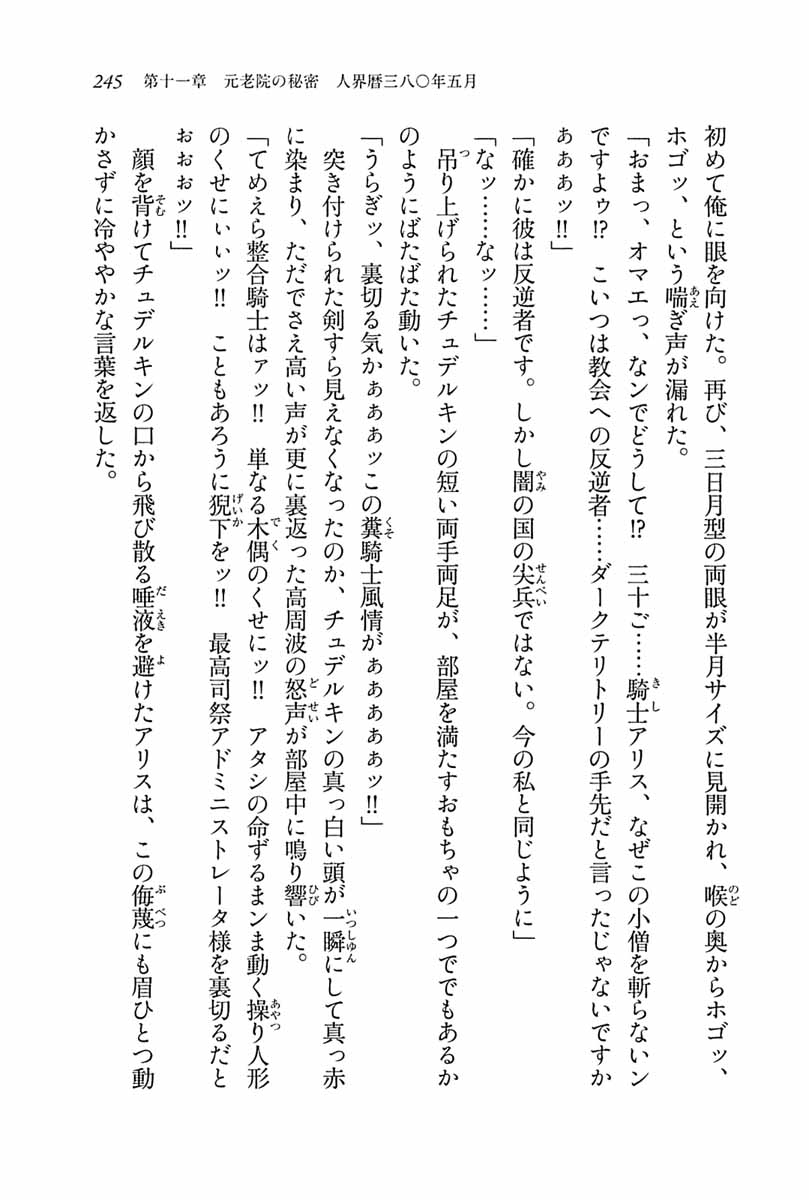 245　第十一章　元老院の秘密　人界暦三八〇年五月
初めて俺に眼を向けた。再び、三日月型の両眼が半月サイズに見開かれ、喉の奥からホゴッ、
ホゴッ、という喘ぎ声が漏れた。
「おまっ、オマエっ、なンでどうして!?　三十ご……騎士アリス、なぜこの小僧を斬らないン
ですよゥ!?　こいつは教会への反逆者……ダークテリトリーの手先だと言ったじゃないですか
ぁぁぁッ!!」
「確かに彼は反逆者です。しかし闇の国の尖兵ではない。今の私と同じように」
「なッ……なッ……」
　吊り上げられたチュデルキンの短い両手両足が、部屋を満たすおもちゃの一つででもあるか
のようにばたばた動いた。
「うらぎッ、裏切る気かぁぁぁッこの糞騎士風情がぁぁぁぁぁッ!!」
　突き付けられた剣すら見えなくなったのか、チュデルキンの真っ白い頭が一瞬にして真っ赤
に染まり、ただでさえ高い声が更に裏返った高周波の怒声が部屋中に鳴り響いた。
「てめえら整合騎士はァッ!!　単なる木偶のくせにッ!!　アタシの命ずるまンま動く操り人形
のくせにぃぃッ!!　こともあろうに猊下をッ!!　最高司祭アドミニストレータ様を裏切るだと
ぉぉぉッ!!」
　顔を背けてチュデルキンの口から飛び散る唾液を避けたアリスは、この侮蔑にも眉ひとつ動
かさずに冷ややかな言葉を返した。